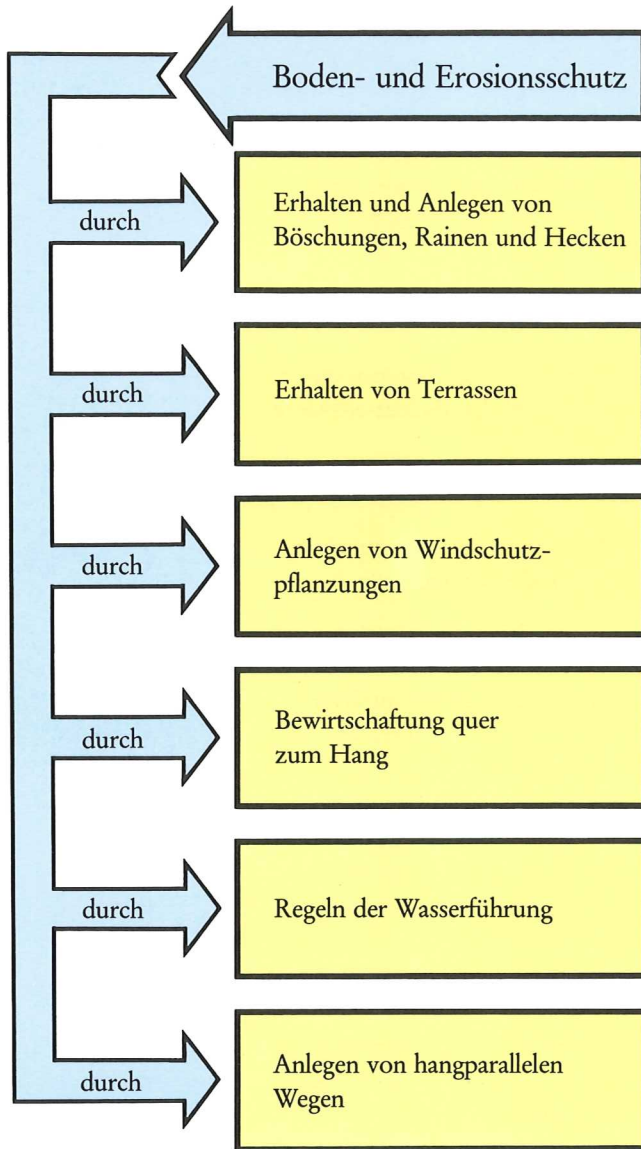 Boden- und Erosionsschutz
durch
Erhalten und Anlegen von
Böschungen, Rainen und Hecken
durch
Erhalten von Terrassen
durch
Anlegen von Windschutz-
pflanzungen
durch
Bewirtschaftung quer
zum Hang
durch
Regeln der Wasserführung
durch
Anlegen von hangparallelen
Wegen